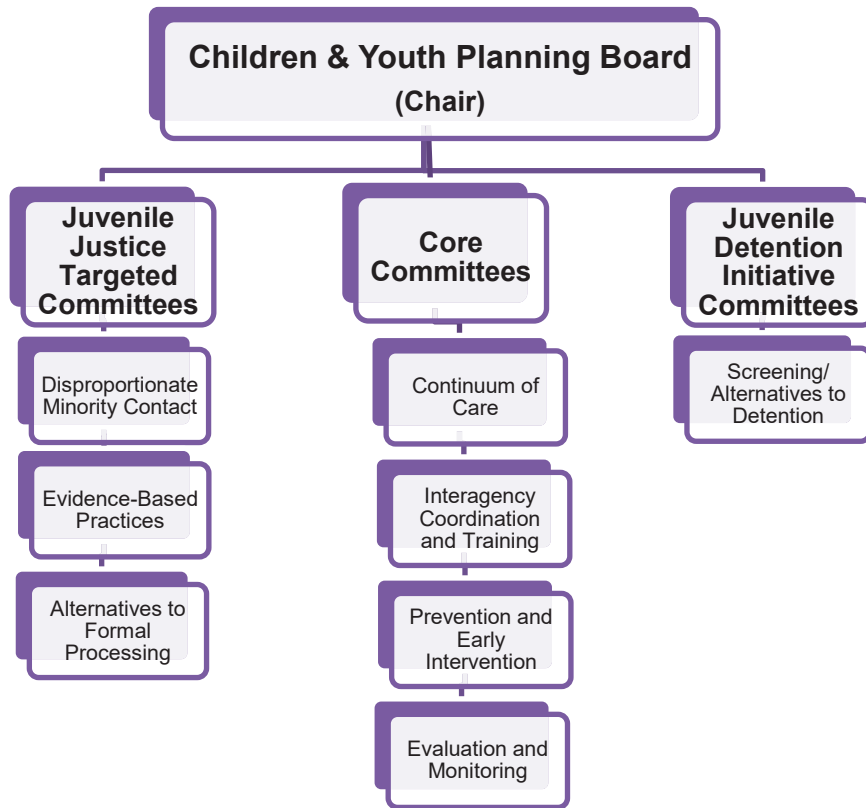 Children & Youth Planning Board
(Chair)
Juvenile
Justice
Targeted
Committees
Disproportionate
Minority Contact
Evidence-Based
Practices
Alternatives to
Formal
Processing
Core
Committees
Continuum of
Care
Interagency
Coordination
and Training
Prevention and
Early
Intervention
Evaluation and
Monitoring
Juvenile
Detention
Initiative
Committees
Screening/
Alternatives to
Detention